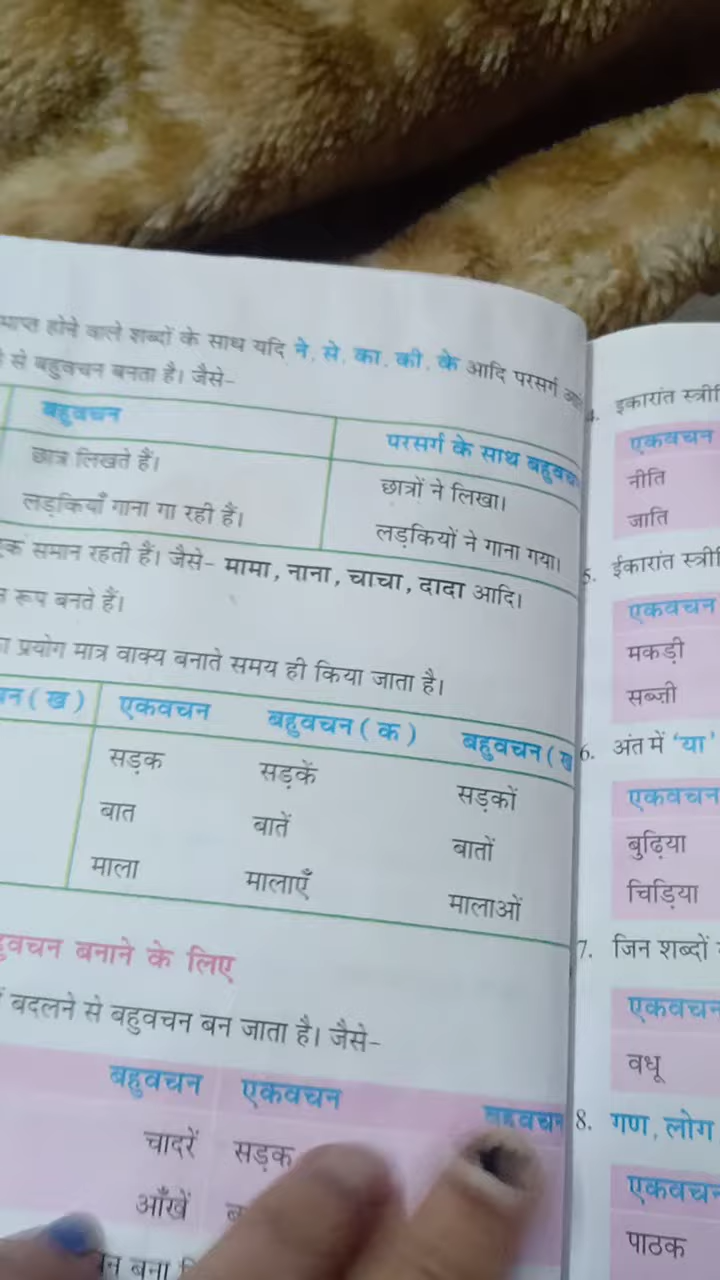 होने वाले शब्दों के साथ यदि ने, से, का, की, के आदि परसर्ग
से बहुवचन बनता है। जैसे-
बहुवचन परसर्ग के साथ
छात्र लिखते हैं। छात्रों ने लिखा।
लड़कियाँ गाना गा रही हैं। लड़कियों ने गाना गया।
समान रहती हैं। जैसे- मामा, नाना, चाचा, दादा आदि।
रूप बनते हैं।
प्रयोग मात्र वाक्य बनाते समय ही किया जाता है।
(ख) एकवचन बहुवचन (क) बहुवचन (ख
सड़क सड़कें सड़कों
बात बातें बातों
माला मालाएँ मालाओं
बनाने के लिए
बदलने से बहुवचन बन जाता है। जैसे-
बहुवचन एकवचन बहुवचन
चादरें सड़क
आँखें
बना
इकारांत
एकवचन
नीति
जाति
5. ईकारांत
एकवचन
मकड़ी
सब्ज़ी
6. अंत में 'या'
एकवचन
बुढ़िया
चिड़िया
7. जिन शब्दों
एकवचन
वधू
8. गण, लोग
एकवचन
पाठक